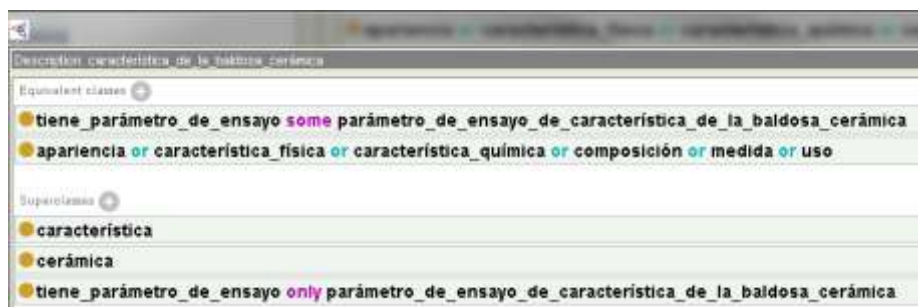 Description: característica_de_la_baldosa_cerámica
Equivalent classes
tiene_parámetro_de_ensayo some parámetro_de_ensayo_de_característica_de_la_baldosa_cerámica
apariencia or característica_física or característica_química or composición or medida or uso
Superclasses
característica
cerámica
tiene_parámetro_de_ensayo only parámetro_de_ensayo_de_característica_de_la_baldosa_cerámica